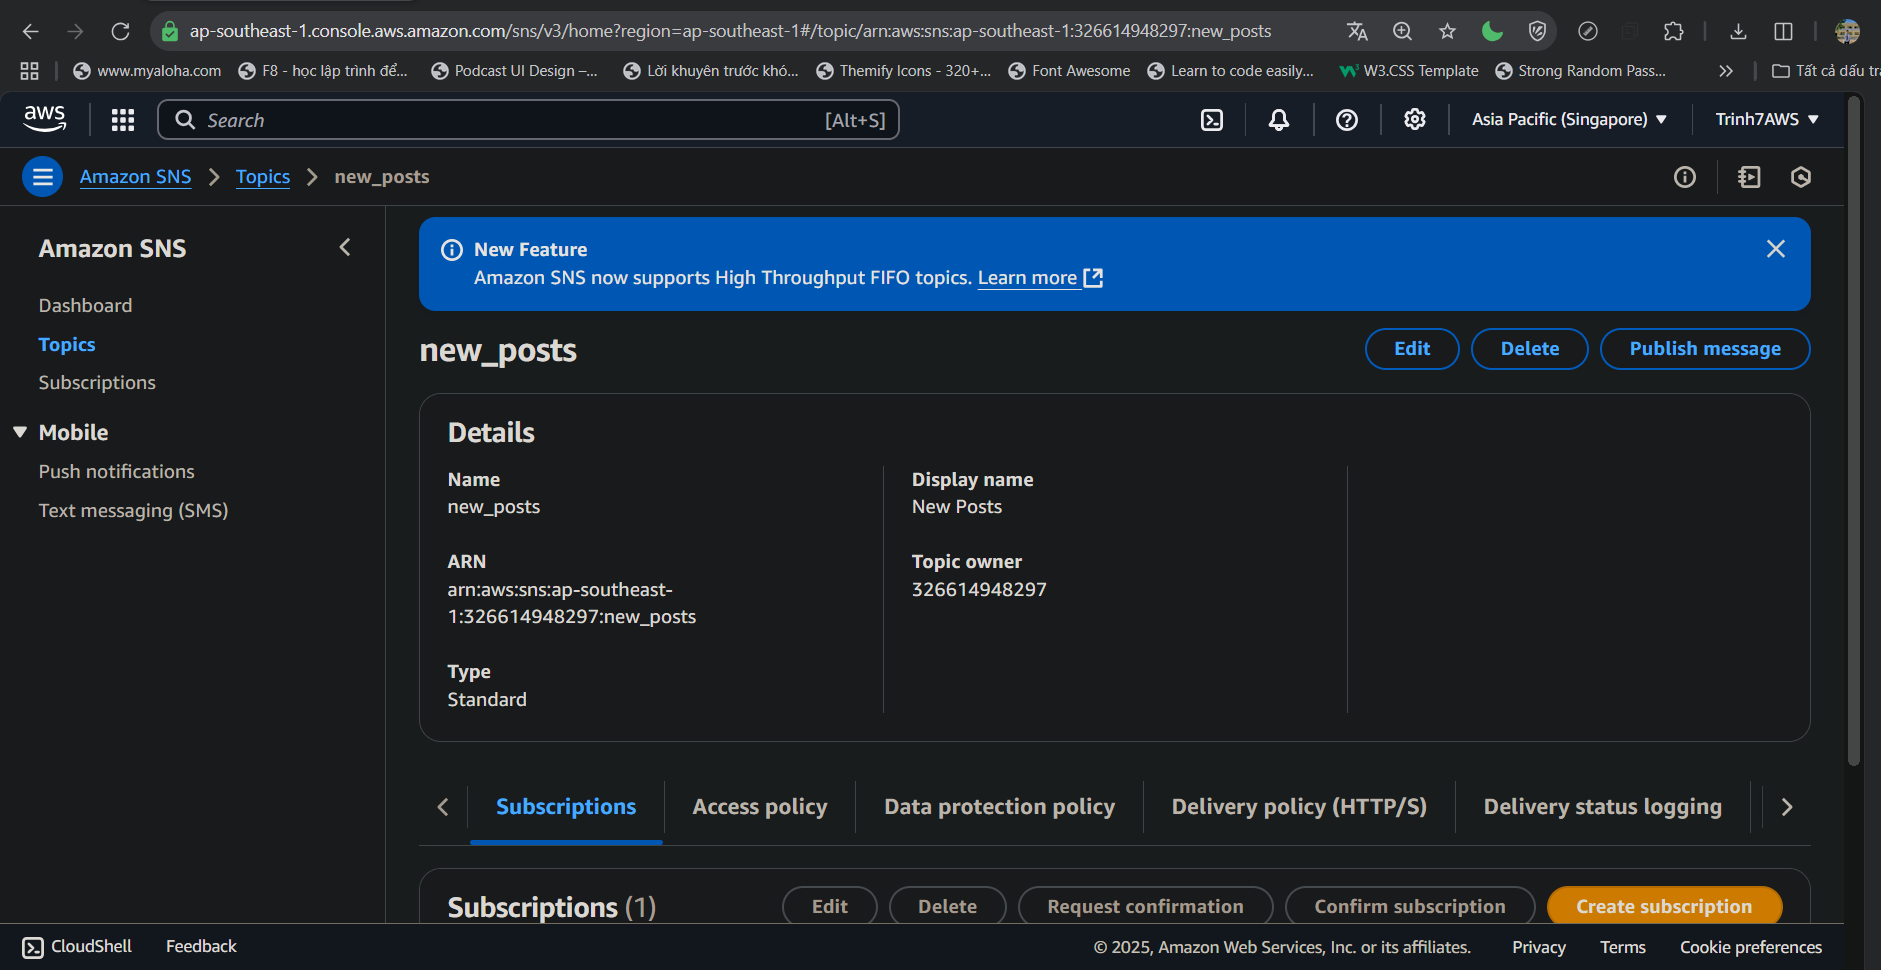 ap-southeast-1.console.aws.amazon.com/sns/v3/home?region=ap-southeast-1#/topic/arn:aws:sns:ap-southeast-1:326614948297:new_posts
www.myaloha.com
F8 - học lập trình để...
Podcast UI Design –...
Lời khuyên trước khó...
Themify Icons - 320+...
Font Awesome
Learn to code easily,...
W3.CSS Template
Strong Random Pass...
Tất cả dấu tra
aws
Search
[Alt+S]
Asia Pacific (Singapore)
Trinh7AWS
Amazon SNS
Topics
new_posts
Amazon SNS
Dashboard
Topics
Subscriptions
Mobile
Push notifications
Text messaging (SMS)
New Feature
Amazon SNS now supports High Throughput FIFO topics. Learn more
new_posts
Edit
Delete
Publish message
Details
Name
new_posts
ARN
arn:aws:sns:ap-southeast-
1:326614948297:new_posts
Type
Standard
Display name
New Posts
Topic owner
326614948297
Subscriptions
Access policy
Data protection policy
Delivery policy (HTTP/S)
Delivery status logging
Subscriptions (1)
Edit
Delete
Request confirmation
Confirm subscription
Create subscription
CloudShell
Feedback
© 2025, Amazon Web Services, Inc. or its affiliates.
Privacy
Terms
Cookie preferences